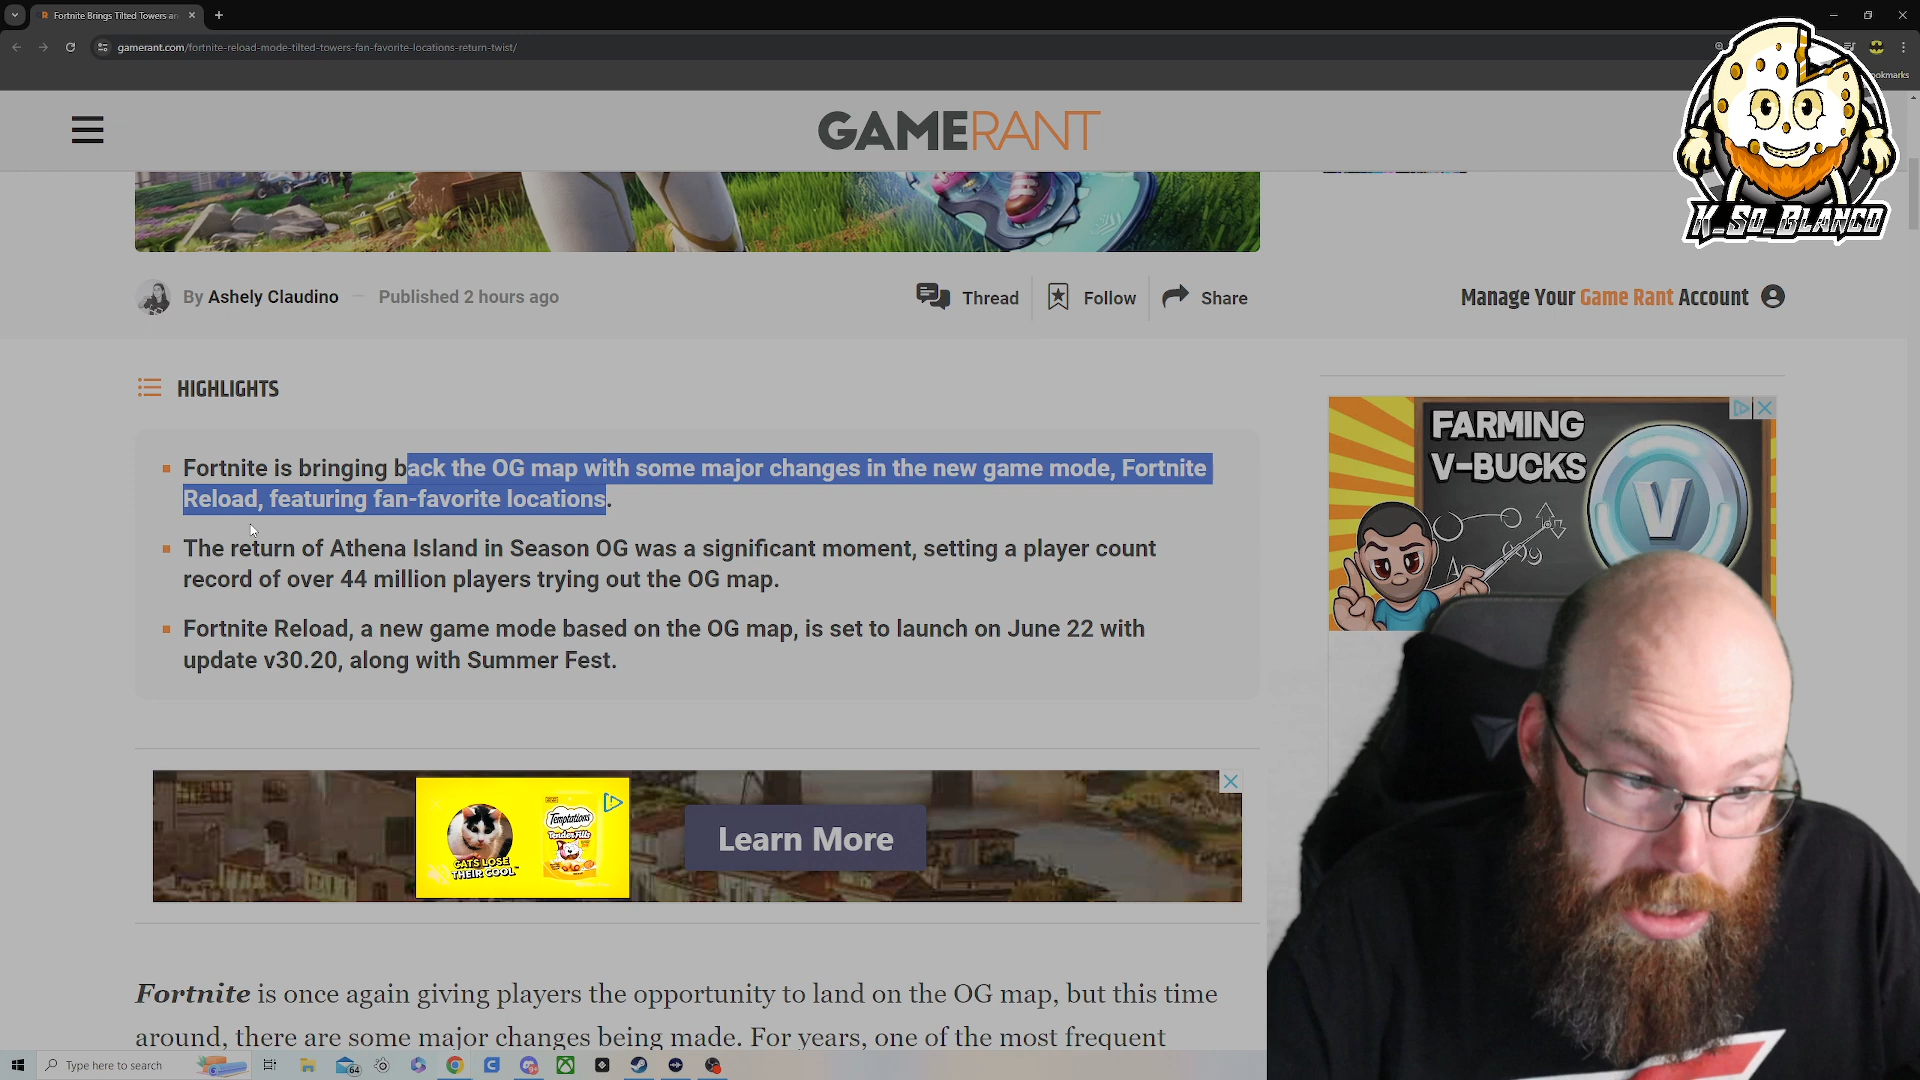 Fortnite Brings Tilted Towers an
gamerant.com/fortnite-reload-mode-tilted-towers-fan-favorite-locations-return-twist/
GAMERANT
K_So_Blanco
By Ashely Claudino
Published 2 hours ago
Thread
Follow
Share
Manage Your Game Rant Account
HIGHLIGHTS
Fortnite is bringing back the OG map with some major changes in the new game mode, Fortnite
Reload, featuring fan-favorite locations.
The return of Athena Island in Season OG was a significant moment, setting a player count
record of over 44 million players trying out the OG map.
Fortnite Reload, a new game mode based on the OG map, is set to launch on June 22 with
update v30.20, along with Summer Fest.
FARMING
V-BUCKS
V
Temptations
CATS LOSE
THEIR COOL
Learn More
Fortnite is once again giving players the opportunity to land on the OG map, but this time
around, there are some major changes being made. For years, one of the most frequent
Type here to search
64